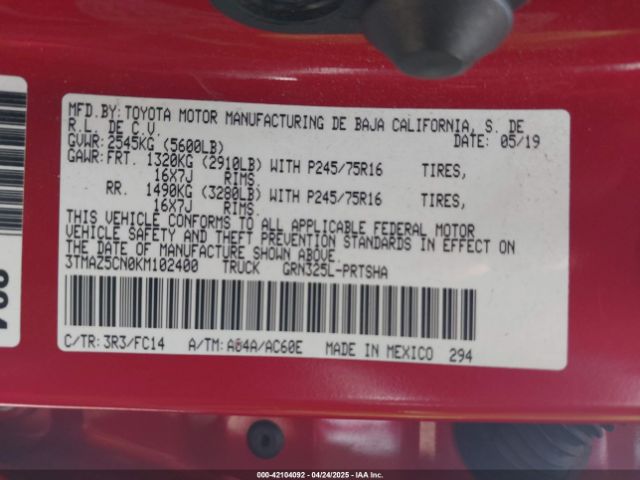 MFD.BY:TOYOTA MOTOR MANUFACTURING DE BAJA CALIFORNIA, S. DE
R.L. DE C.V. DATE: 05/19
GVWR:2545KG (5600LB)
GAWR:FRT. 1320KG (2910LB) WITH P245/75R16 TIRES,
16X7J RIMS.
RR. 1490KG (3280LB) WITH P245/75R16 TIRES,
16X7J RIMS.
THIS VEHICLE CONFORMS TO ALL APPLICABLE FEDERAL MOTOR
VEHICLE SAFETY AND THEFT PREVENTION STANDARDS IN EFFECT ON
THE DATE OF MANUFACTURE SHOWN ABOVE.
3TMAZ5CN0KM102400 TRUCK GRN325L-PRTSHA
C/TR: 3R3/FC14 A/TM: A04A/AC60E MADE IN MEXICO 294
000-42104092 - 04/24/2025 - IAA Inc.